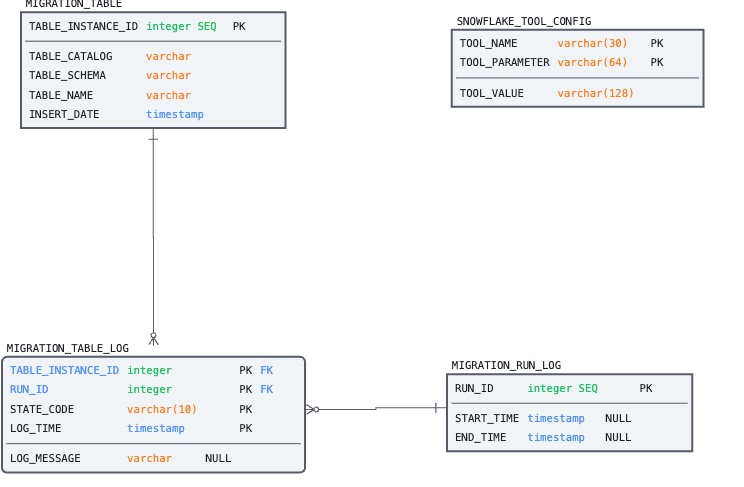 MIGRATION_TABLE
TABLE_INSTANCE_ID integer SEQ PK
TABLE_CATALOG varchar
TABLE_SCHEMA varchar
TABLE_NAME varchar
INSERT_DATE timestamp
SNOWFLAKE_TOOL_CONFIG
TOOL_NAME varchar(30) PK
TOOL_PARAMETER varchar(64) PK
TOOL_VALUE varchar(128)
MIGRATION_TABLE_LOG
TABLE_INSTANCE_ID integer PK FK
RUN_ID integer PK FK
STATE_CODE varchar(10) PK
LOG_TIME timestamp PK
LOG_MESSAGE varchar NULL
MIGRATION_RUN_LOG
RUN_ID integer SEQ PK
START_TIME timestamp NULL
END_TIME timestamp NULL